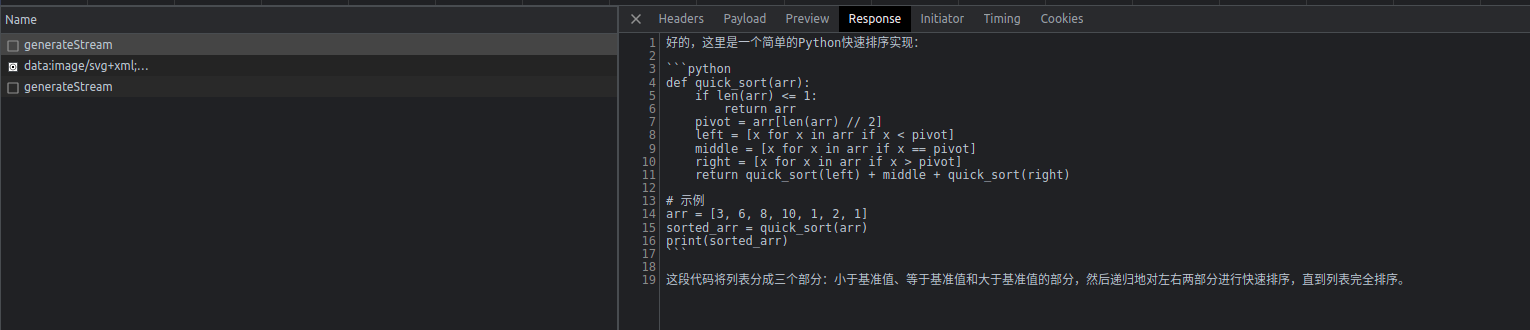 Name
generateStream
data:image/svg+xml;…
generateStream
Headers Payload Preview Response Initiator Timing Cookies
1 好的，这里是一个简单的Python快速排序实现：
2
3 ```python
4 def quick_sort(arr):
5     if len(arr) <= 1:
6         return arr
7     pivot = arr[len(arr) // 2]
8     left = [x for x in arr if x < pivot]
9     middle = [x for x in arr if x == pivot]
10     right = [x for x in arr if x > pivot]
11     return quick_sort(left) + middle + quick_sort(right)
12
13 # 示例
14 arr = [3, 6, 8, 10, 1, 2, 1]
15 sorted_arr = quick_sort(arr)
16 print(sorted_arr)
17 ```
18
19 这段代码将列表分成三个部分：小于基准值、等于基准值和大于基准值的部分，然后递归地对左右两部分进行快速排序，直到列表完全排序。